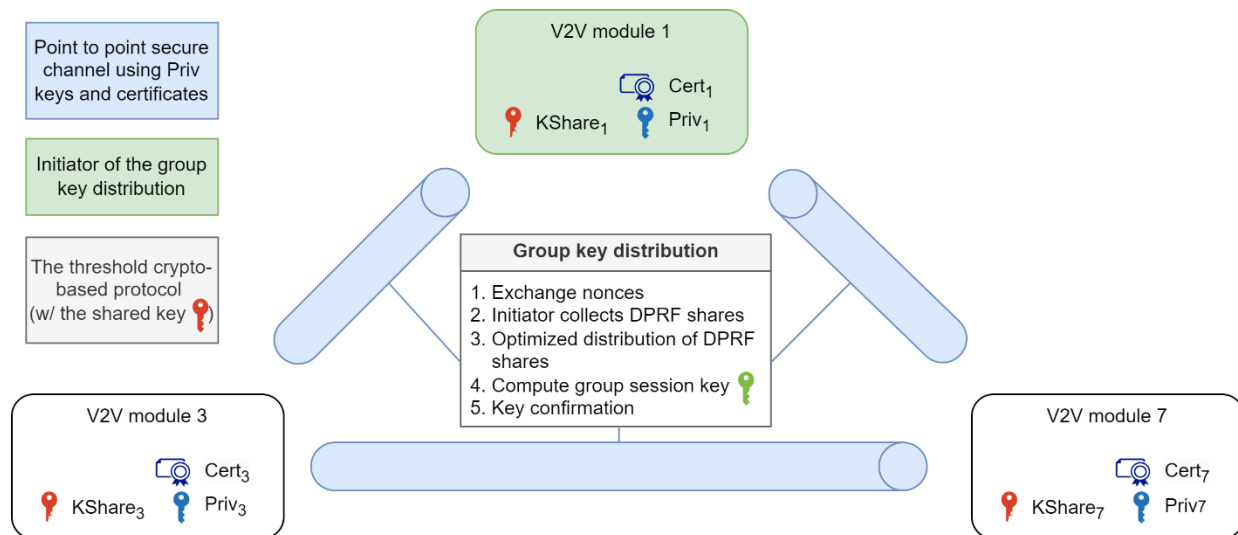 Point to point secure
channel using Priv
keys and certificates
Initiator of the group
key distribution
The threshold crypto-
based protocol
(w/ the shared key )
V2V module 1
Cert1
KShare1
Priv1
Group key distribution
1. Exchange nonces
2. Initiator collects DPRF shares
3. Optimized distribution of DPRF
shares
4. Compute group session key
5. Key confirmation
V2V module 3
Cert3
KShare3
Priv3
V2V module 7
Cert7
KShare7
Priv7